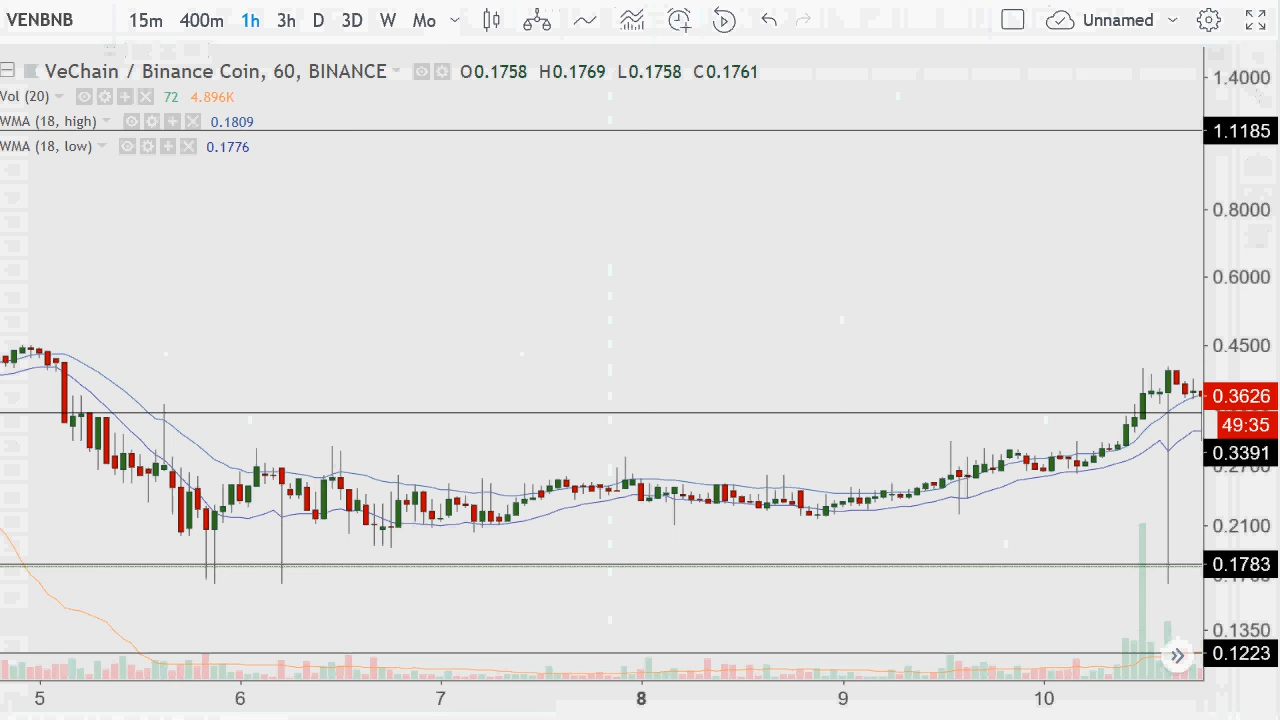 VENBNB 15m 400m 1h 3h D 3D W Mo Unnamed
VeChain / Binance Coin, 60, BINANCE O0.1758 H0.1769 L0.1758 C0.1761
Vol (20) 72 4.896K
WMA (18, high) 0.1809
WMA (18, low) 0.1776
1.4000
1.1185
0.8000
0.6000
0.4500
0.3626
49:35
0.3391
0.2100
0.1783
0.1350
0.1223
5 6 7 8 9 10